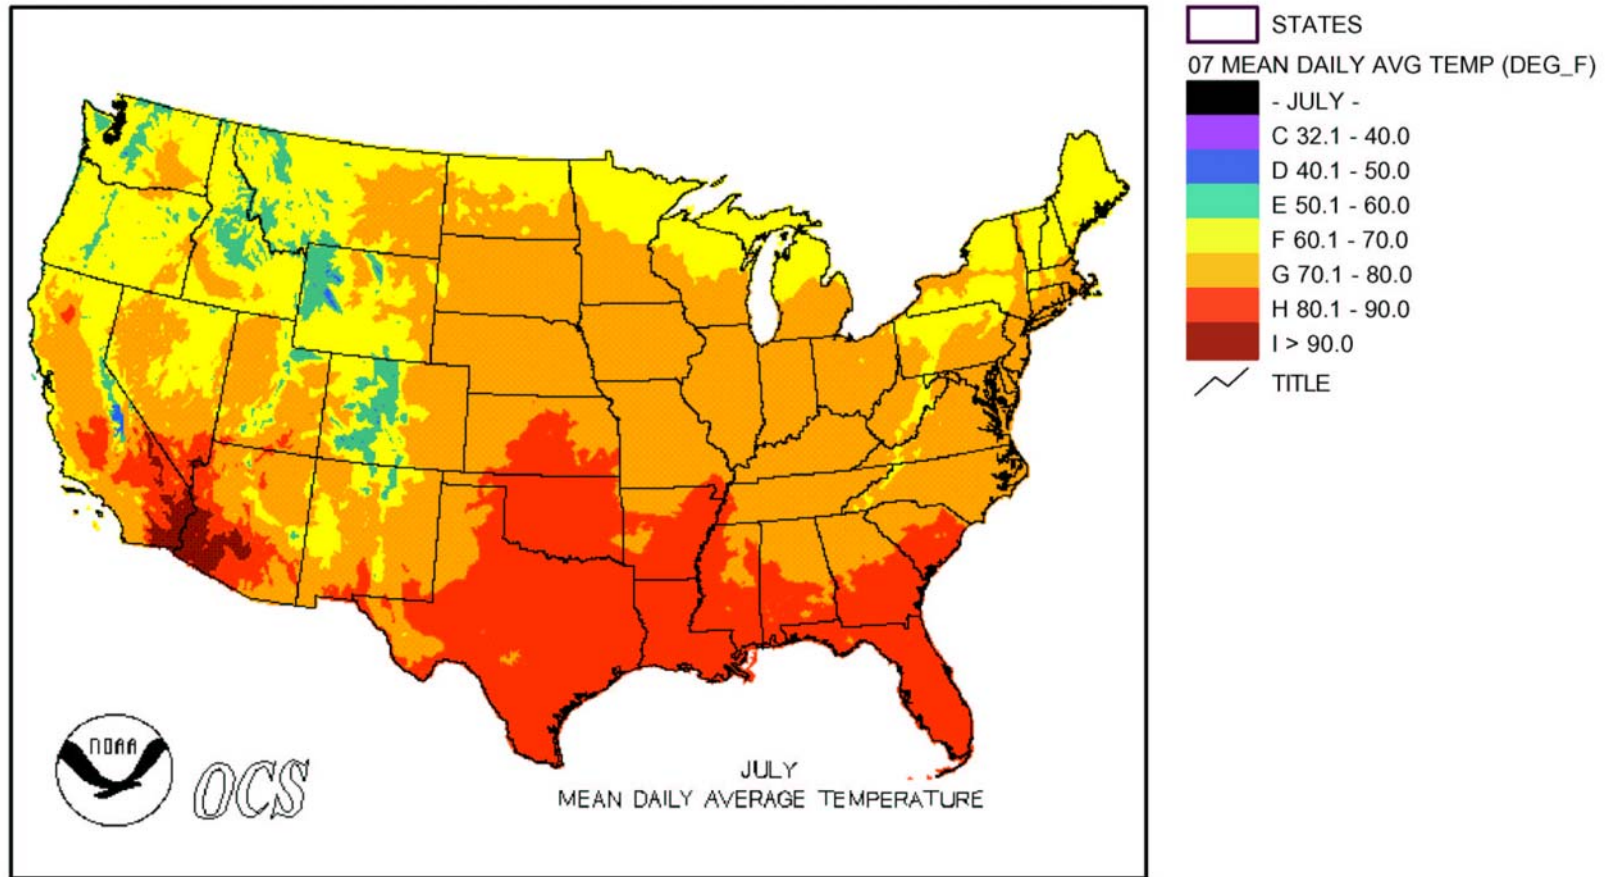 STATES
07 MEAN DAILY AVG TEMP (DEG_F)
- JULY -
C 32.1 - 40.0
D 40.1 - 50.0
E 50.1 - 60.0
F 60.1 - 70.0
G 70.1 - 80.0
H 80.1 - 90.0
I > 90.0
TITLE
NOAA
OCS
JULY
MEAN DAILY AVERAGE TEMPERATURE